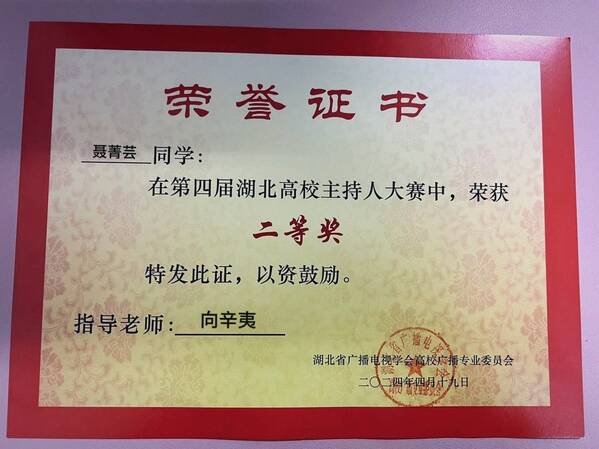 荣誉证书
聂菁芸同学:
在第四届湖北高校主持人大赛中，荣获
二等奖
特发此证，以资鼓励。
指导老师:向辛夷
湖北省广播电视学会高校广播专业委员会
二〇二四年四月十九日